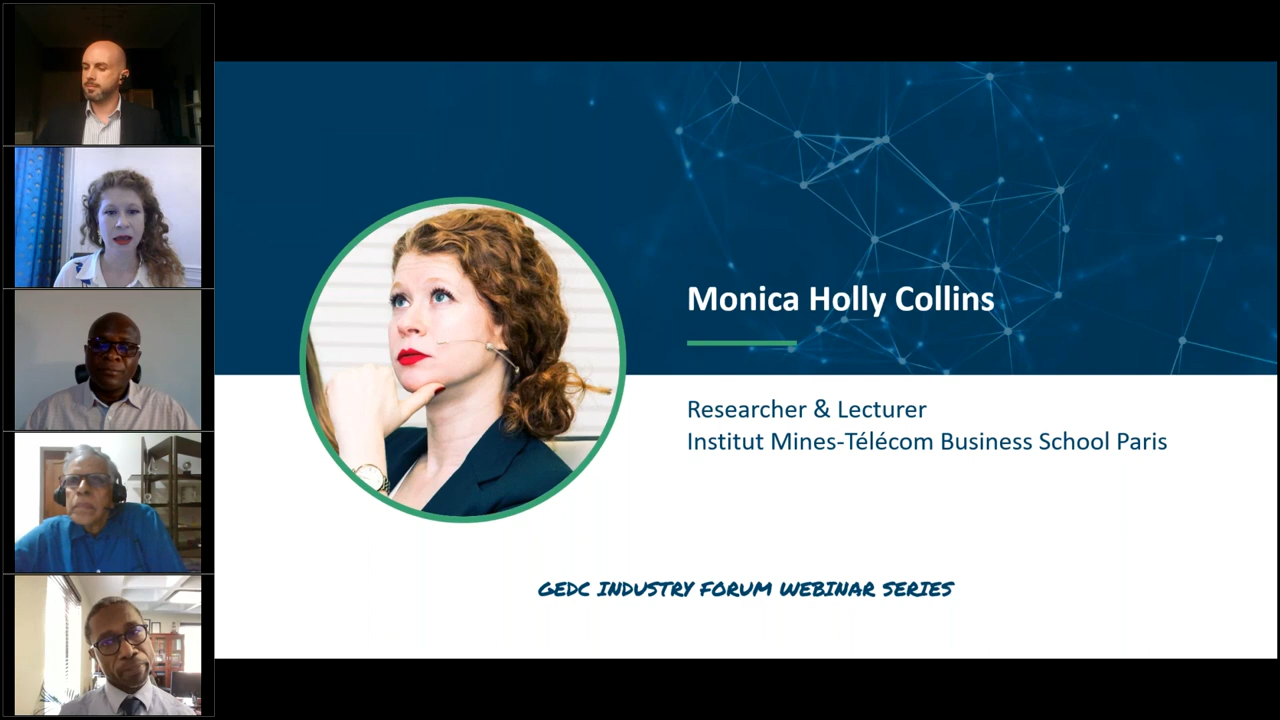 Monica Holly Collins
Researcher & Lecturer
Institut Mines-Télécom Business School Paris
GEDC INDUSTRY FORUM WEBINAR SERIES